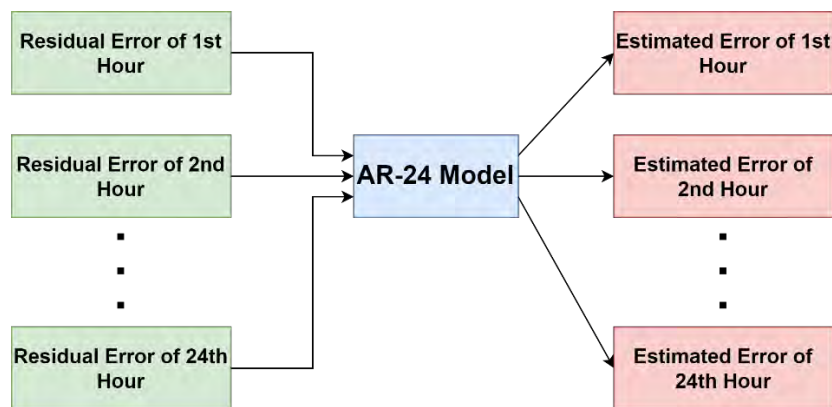 Residual Error of 1st
Hour
Residual Error of 2nd
Hour
Residual Error of 24th
Hour
AR-24 Model
Estimated Error of 1st
Hour
Estimated Error of
2nd Hour
Estimated Error of
24th Hour